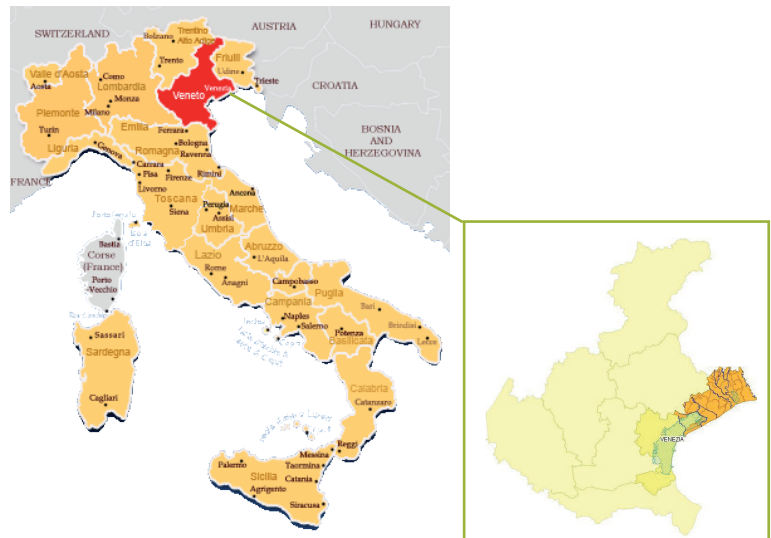 SWITZERLAND
AUSTRIA
HUNGARY
Trentino
Alto Adige
Bolzano
Trento
Friuli
Udine
Trieste
Valle d'Aosta
Aosta
Como
Lombardia
Monza
Milano
Veneto
Venezia
CROATIA
Piemonte
Turin
Emilia
Ferrara
BOSNIA
AND
HERZEGOVINA
Liguria
Genova
Romagna
Bologna
Ravenna
FRANCE
Carrara
Pisa
Firenze
Rimini
Livorno
Toscana
Siena
Ancona
Marche
Perugia
Assisi
Umbria
Bastia
Corse
(France)
Porto
-Vecchio
Abruzzo
L'Aquila
Lazio
Rome
Anagni
Campobasso
Puglia
Campania
Bari
Naples
Salerno
Potenza
Basilicata
Brindisi
Lecce
Sassari
Sardegna
Cagliari
Calabria
Catanzaro
Messina
Reggi
Palermo
Taormina
Sicilia
Catania
Agrigento
Siracusa
VENEZIA